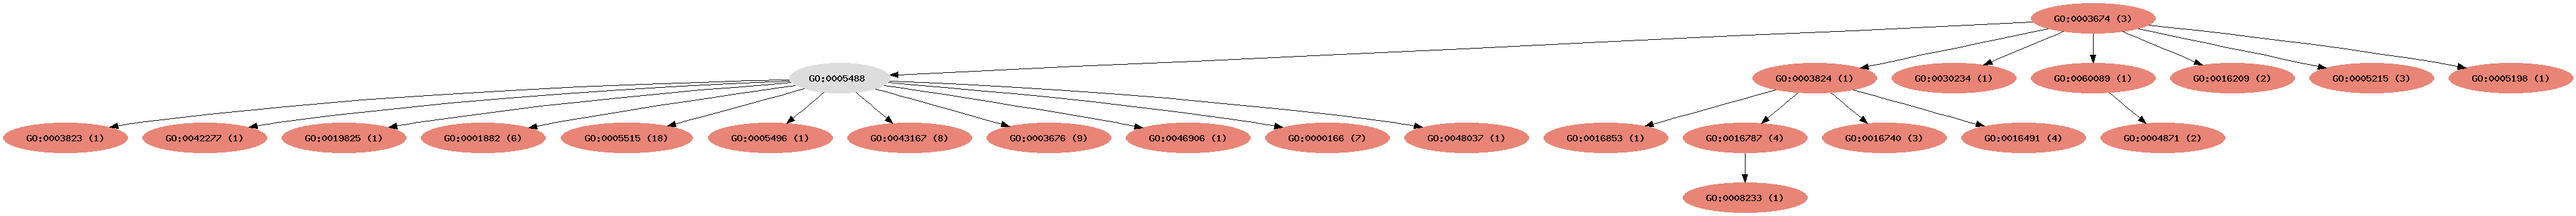 GO:0003674 (3)
GO:0005488
GO:0003824 (1)
GO:0030234 (1)
GO:0060089 (1)
GO:0016209 (2)
GO:0005215 (3)
GO:0005198 (1)
GO:0003823 (1)
GO:0042277 (1)
GO:0019825 (1)
GO:0001882 (6)
GO:0005515 (18)
GO:0005496 (1)
GO:0043167 (8)
GO:0003676 (9)
GO:0046906 (1)
GO:0000166 (7)
GO:0048037 (1)
GO:0016853 (1)
GO:0016787 (4)
GO:0016740 (3)
GO:0016491 (4)
GO:0004871 (2)
GO:0008233 (1)